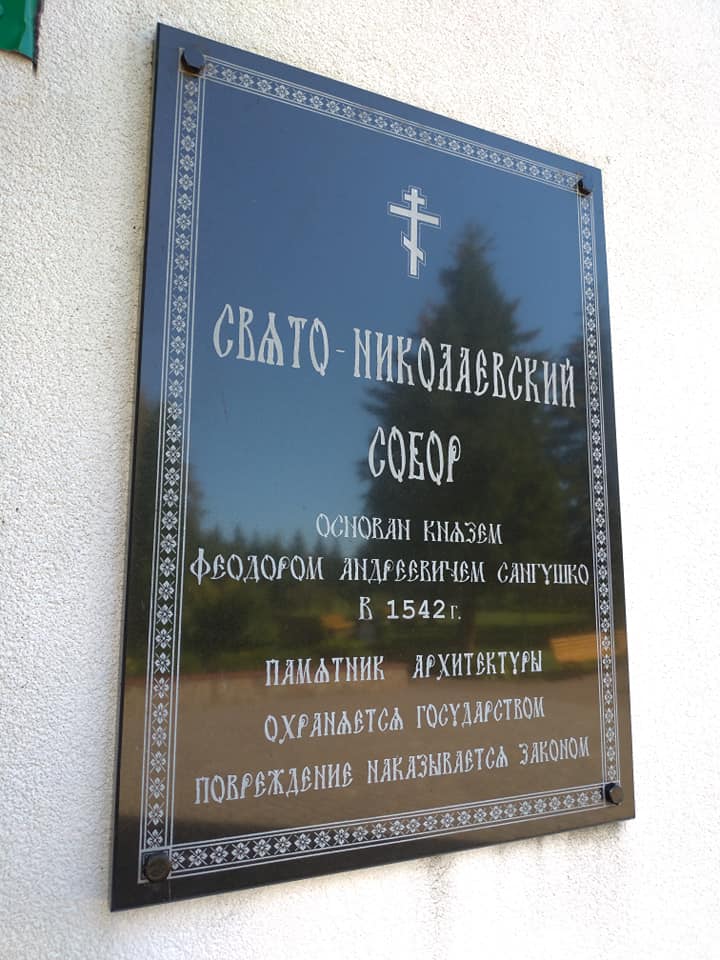 СВЯТО-НИКОЛАЕВСКИЙ
СОБОР
ОСНОВАН КНЯЗЕМ
ФЕОДОРОМ АНДРЕЕВИЧЕМ САНГУШКО
В 1542 г.
ПАМЯТНИК АРХИТЕКТУРЫ
ОХРАНЯЕТСЯ ГОСУДАРСТВОМ
ПОВРЕЖДЕНИЕ НАКАЗЫВАЕТСЯ ЗАКОНОМ